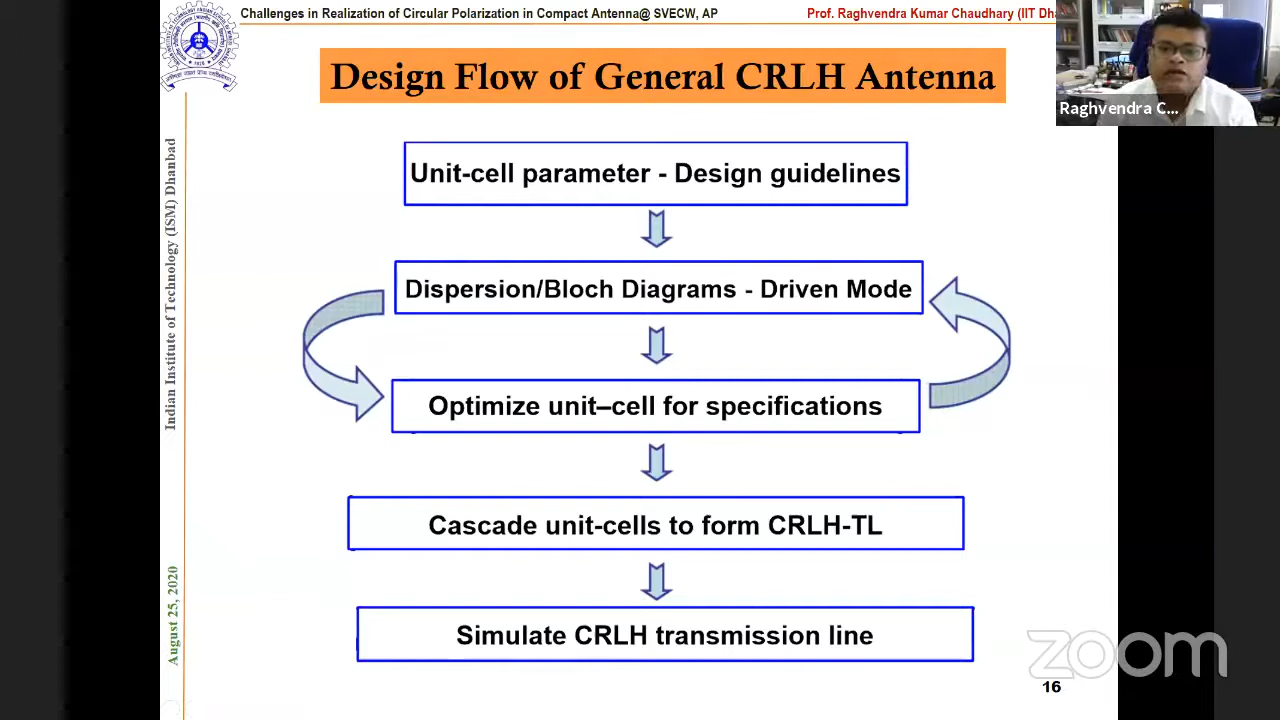 Challenges in Realization of Circular Polarization in Compact Antenna@ SVECW, AP
Prof. Raghvendra Kumar Chaudhary (IIT Dha
Design Flow of General CRLH Antenna
Raghvendra C...
Indian Institute of Technology (ISM) Dhanbad
August 25, 2020
Unit-cell parameter - Design guidelines
Dispersion/Bloch Diagrams - Driven Mode
Optimize unit–cell for specifications
Cascade unit-cells to form CRLH-TL
Simulate CRLH transmission line
zoom
16